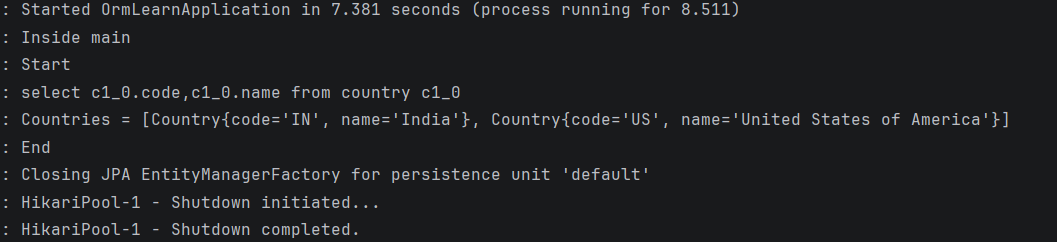 : Started OrmLearnApplication in 7.381 seconds (process running for 8.511)
: Inside main
: Start
: select c1_0.code,c1_0.name from country c1_0
: Countries = [Country{code='IN', name='India'}, Country{code='US', name='United States of America'}]
: End
: Closing JPA EntityManagerFactory for persistence unit 'default'
: HikariPool-1 - Shutdown initiated...
: HikariPool-1 - Shutdown completed.